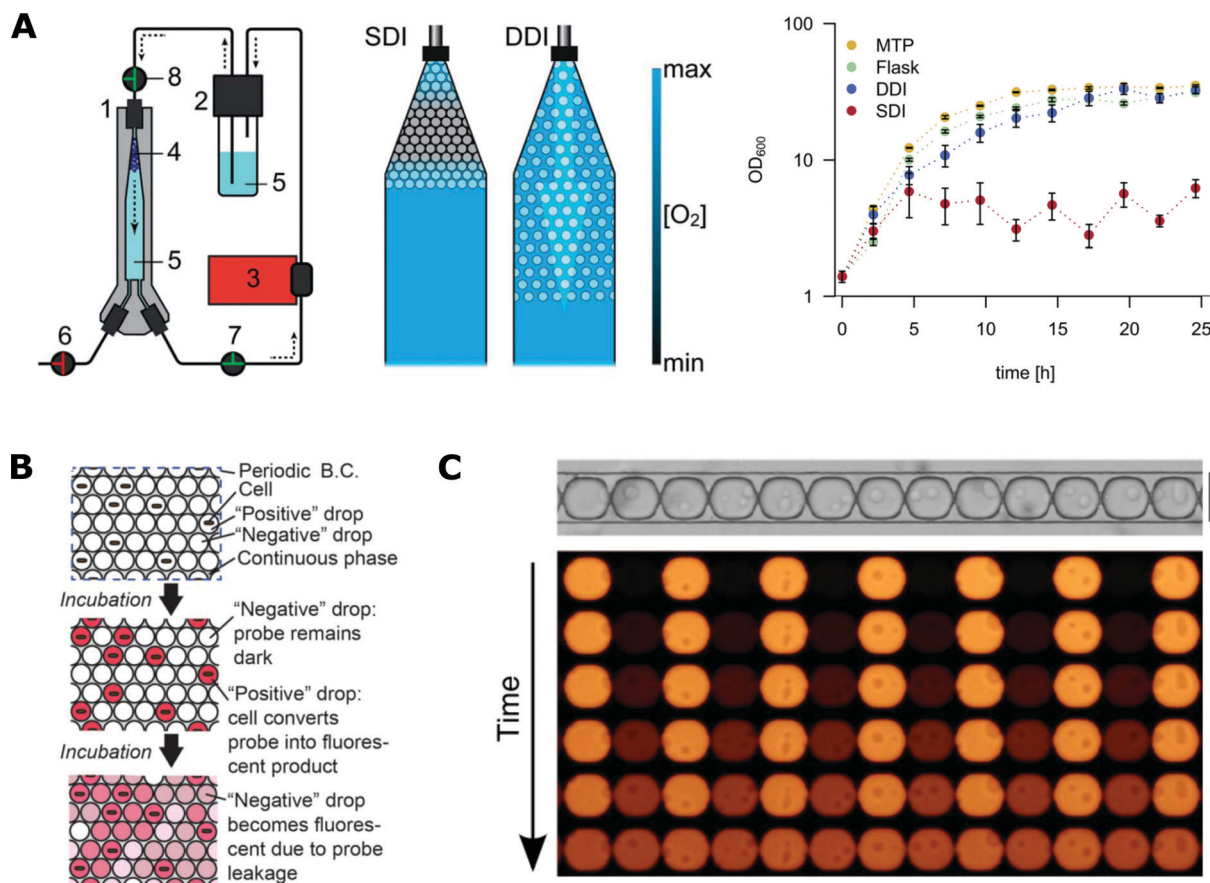 A
8
1
2
4
5
5
3
6
7
SDI
DDI
max
[O₂]
min
100
10
1
OD₆₀₀
MTP
Flask
DDI
SDI
0
5
10
15
20
25
time [h]
B
Periodic B.C.
Cell
“Positive” drop
“Negative” drop
Continuous phase
Incubation
“Negative” drop:
probe remains
dark
“Positive” drop:
cell converts
probe into fluores-
cent product
Incubation
“Negative” drop
becomes fluores-
cent due to probe
leakage
C
Time